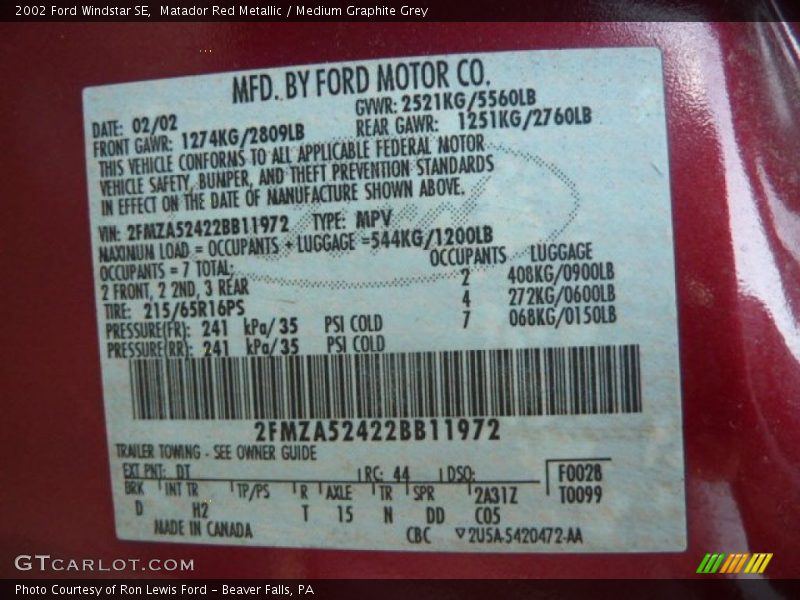 2002 Ford Windstar SE,  Matador Red Metallic / Medium Graphite Grey
MFD. BY FORD MOTOR CO.
DATE: 02/02 GVWR: 2521KG/5560LB
FRONT GAWR: 1274KG/2809LB REAR GAWR: 1251KG/2760LB
THIS VEHICLE CONFORMS TO ALL APPLICABLE FEDERAL MOTOR
VEHICLE SAFETY, BUMPER, AND THEFT PREVENTION STANDARDS
IN EFFECT ON THE DATE OF MANUFACTURE SHOWN ABOVE.
VIN: 2FMZA52422BB11972 TYPE: MPV
MAXIMUM LOAD = OCCUPANTS + LUGGAGE =544KG/1200LB
OCCUPANTS = 7 TOTAL: OCCUPANTS LUGGAGE
2 FRONT, 2 2ND, 3 REAR 2 408KG/0900LB
TIRE: 215/65R16PS 4 272KG/0600LB
PRESSURE(FR): 241 kPa/ 35 PSI COLD 7 068KG/0150LB
PRESSURE(RR): 241 kPa/ 35 PSI COLD
2FMZA52422BB11972
TRAILER TOWING - SEE OWNER GUIDE
EXT PNT: DT RC: 44 DSO: F0028
BRK INT TR TP/PS R AXLE TR SPR 2A31Z T0099
D H2 T 15 N DD C05
MADE IN CANADA CBC ▽2U5A-5420472-AA
GTCARLOT.COM
Photo Courtesy of Ron Lewis Ford - Beaver Falls, PA